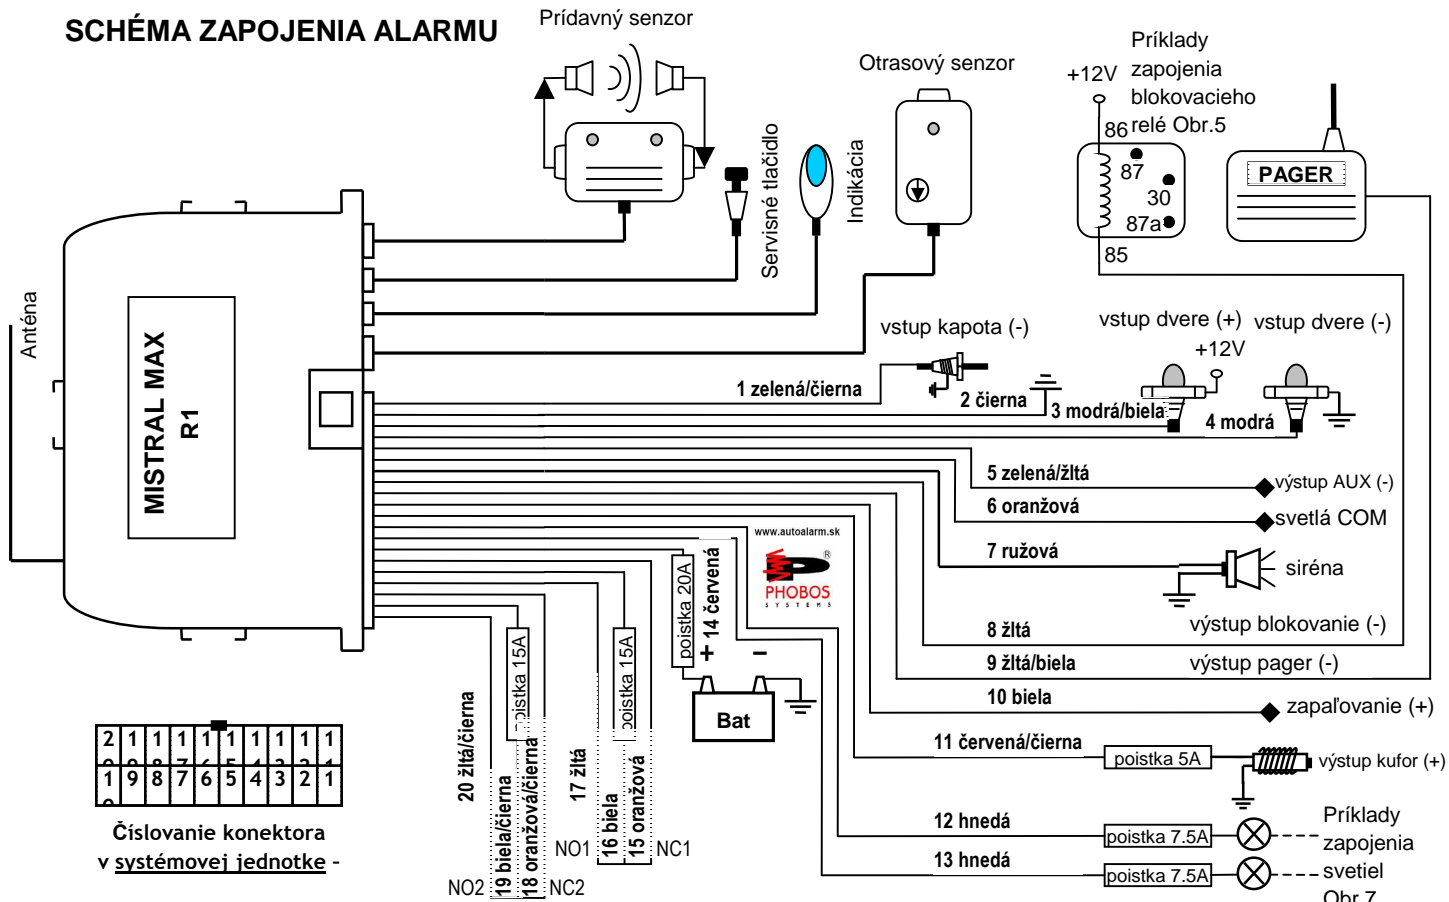 SCHÉMA ZAPOJENIA ALARMU
Prídavný senzor
Otrasový senzor
Príklady
zapojenia
blokovacieho
relé Obr.5
+12V
86
87
30
87a
85
PAGER
Servisné tlačidlo
Indikácia
Anténa
MISTRAL MAX
R1
vstup kapota (-)
vstup dvere (+)
vstup dvere (-)
+12V
1 zelená/čierna
2 čierna
3 modrá/biela
4 modrá
5 zelená/žltá
výstup AUX (-)
6 oranžová
svetlá COM
7 ružová
siréna
8 žltá
výstup blokovanie (-)
9 žltá/biela
výstup pager (-)
10 biela
zapaľovanie (+)
11 červená/čierna
poistka 5A
výstup kufor (+)
12 hnedá
poistka 7.5A
13 hnedá
poistka 7.5A
Príklady
zapojenia
svetiel
Obr.7
www.autoalarm.sk
®
PHOBOS
SYSTEMS
poistka 20A
14 červená
+ −
Bat
poistka 15A
poistka 15A
20 žltá/čierna
19 biela/čierna
18 oranžová/čierna
17 žltá
16 biela
15 oranžová
NO1
NC1
NO2
NC2
9 8 7 6 5 4 3 2 1
Číslovanie konektora
v systémovej jednotke -